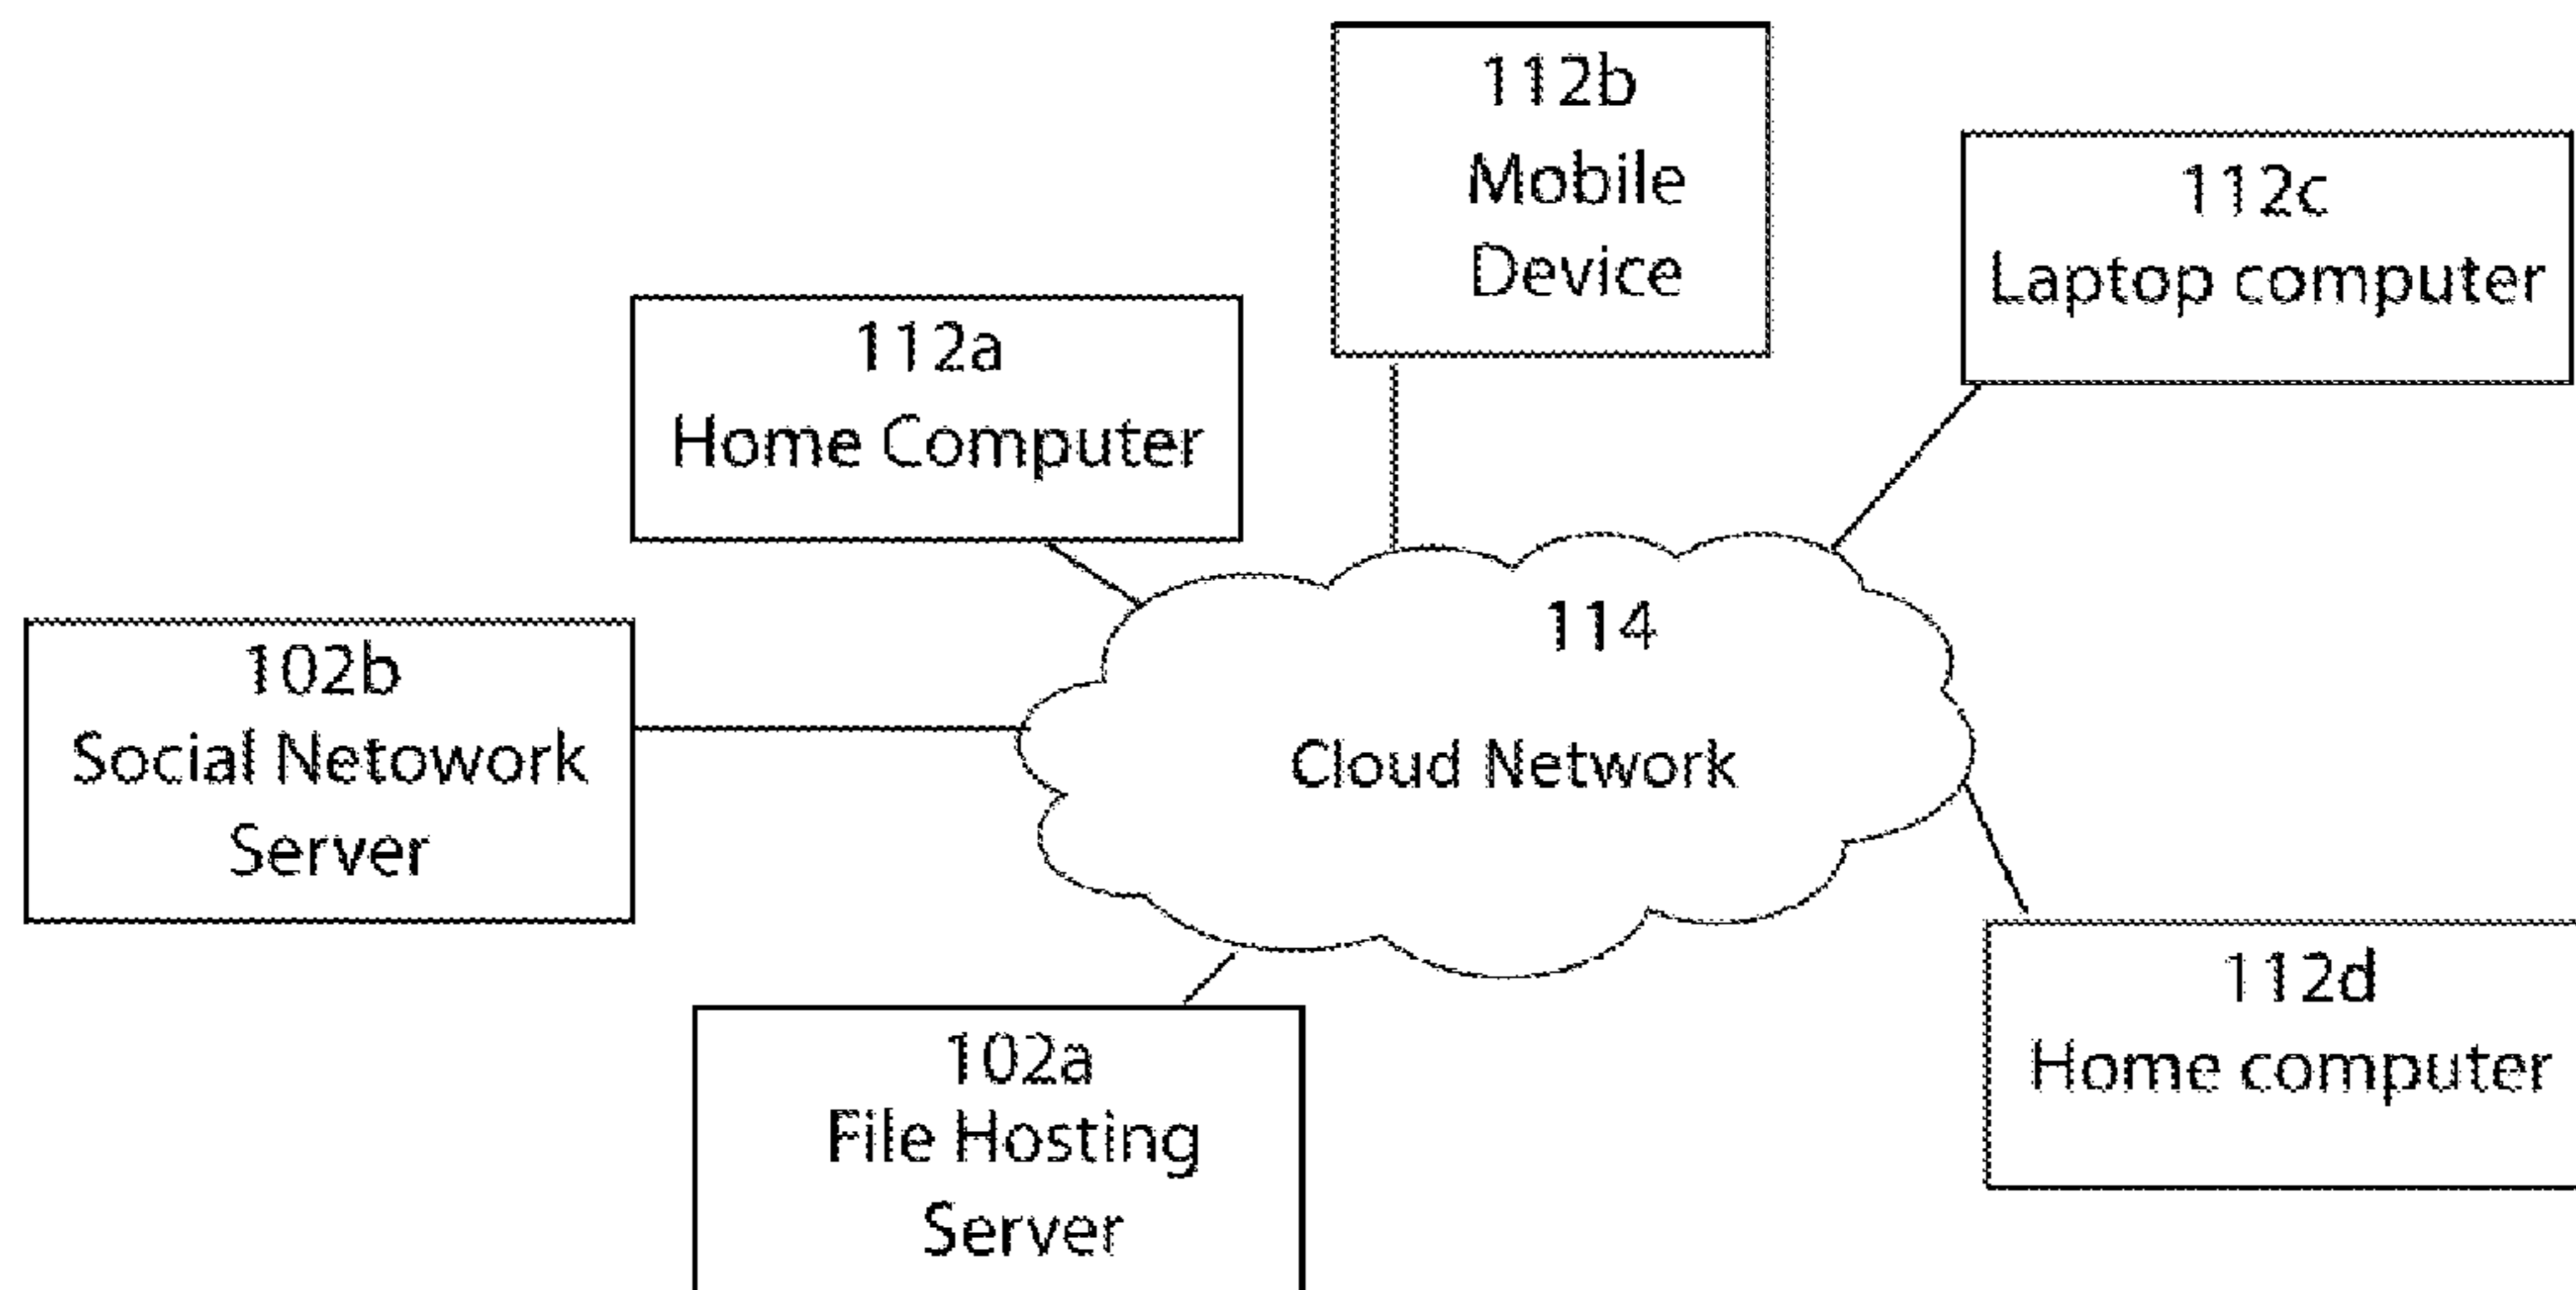 112b
Mobile
Device
112c
Laptop computer
112a
Home Computer
114
Cloud Network
102b
Social Netowork
Server
112d
Home computer
102a
File Hosting
Server